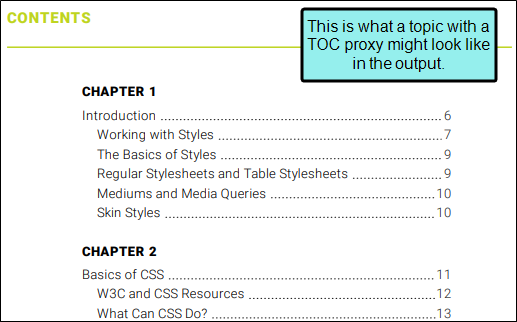 CONTENTS
This is what a topic with a
TOC proxy might look like
in the output.
CHAPTER 1
Introduction ........................................ 6
Working with Styles ........................................ 7
The Basics of Styles ........................................ 9
Regular Stylesheets and Table Stylesheets ........................................ 9
Mediums and Media Queries ........................................ 10
Skin Styles ........................................ 10
CHAPTER 2
Basics of CSS ........................................ 11
W3C and CSS Resources ........................................ 12
What Can CSS Do? ........................................ 13